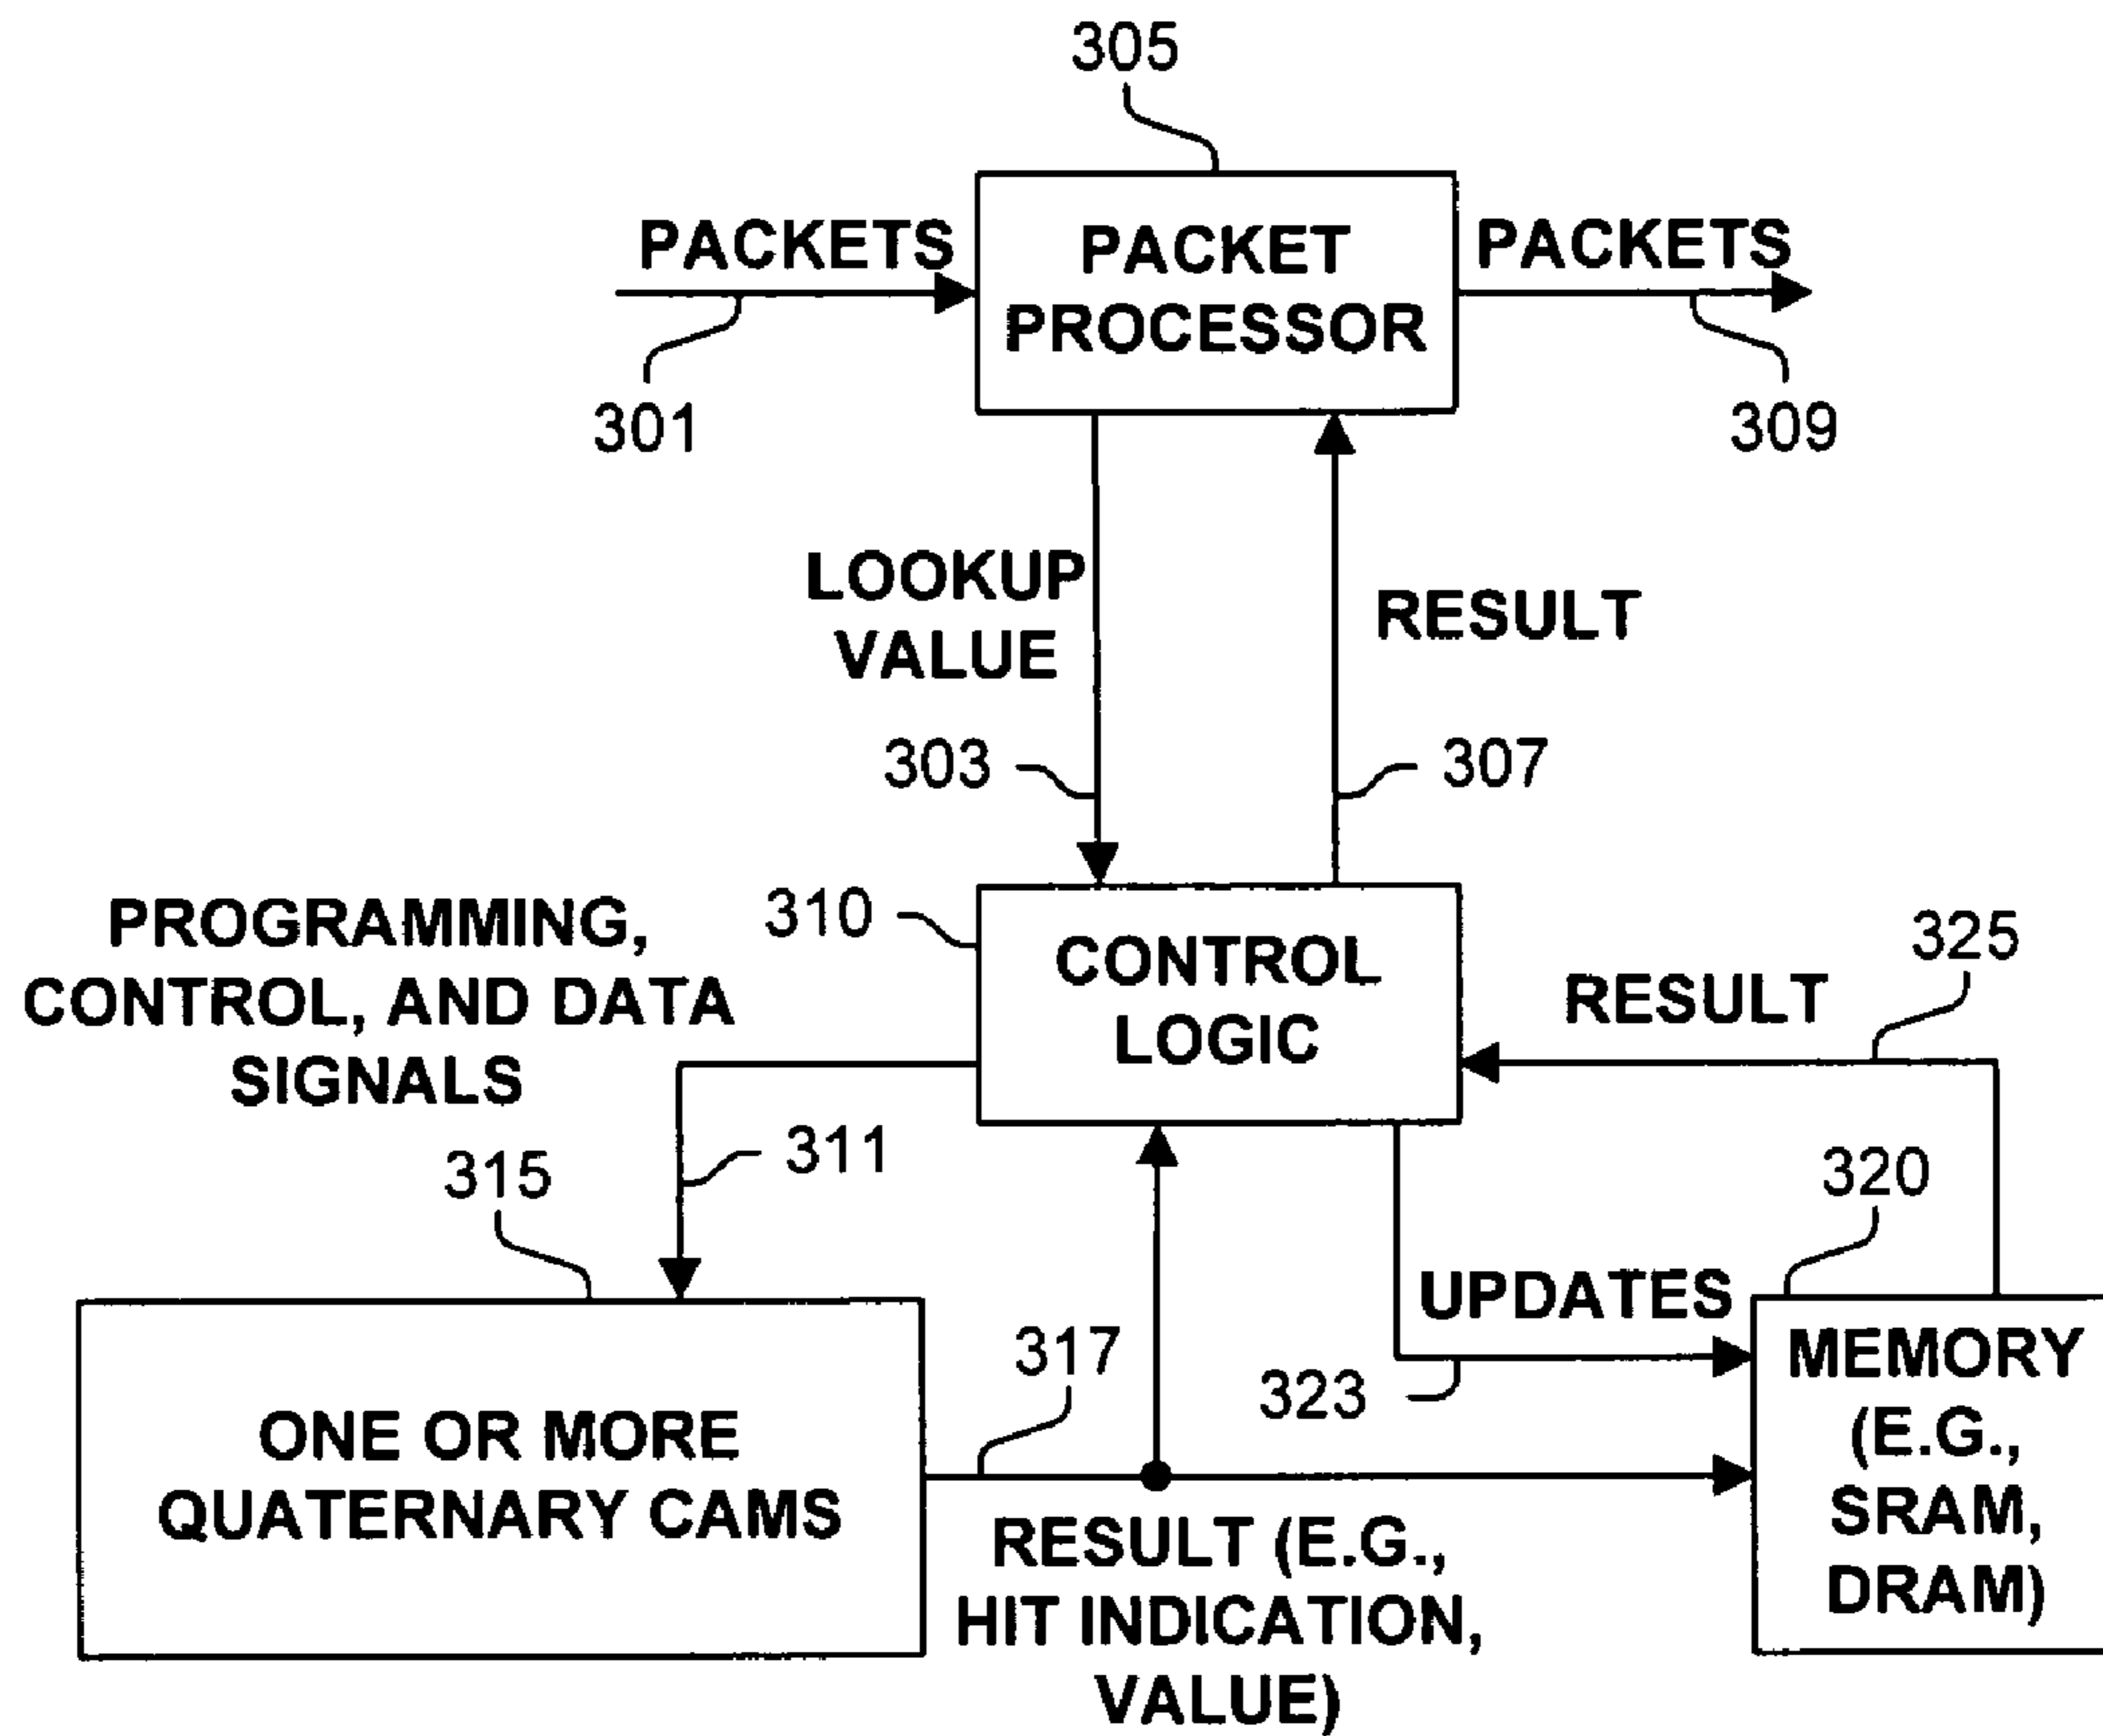 305
PACKETS
PACKET
PROCESSOR
PACKETS
301
309
LOOKUP
VALUE
RESULT
303
307
PROGRAMMING,
CONTROL, AND DATA
SIGNALS
310
CONTROL
LOGIC
RESULT
325
311
315
320
UPDATES
317
323
ONE OR MORE
QUATERNARY CAMS
MEMORY
(E.G.,
SRAM,
DRAM)
RESULT (E.G.,
HIT INDICATION,
VALUE)